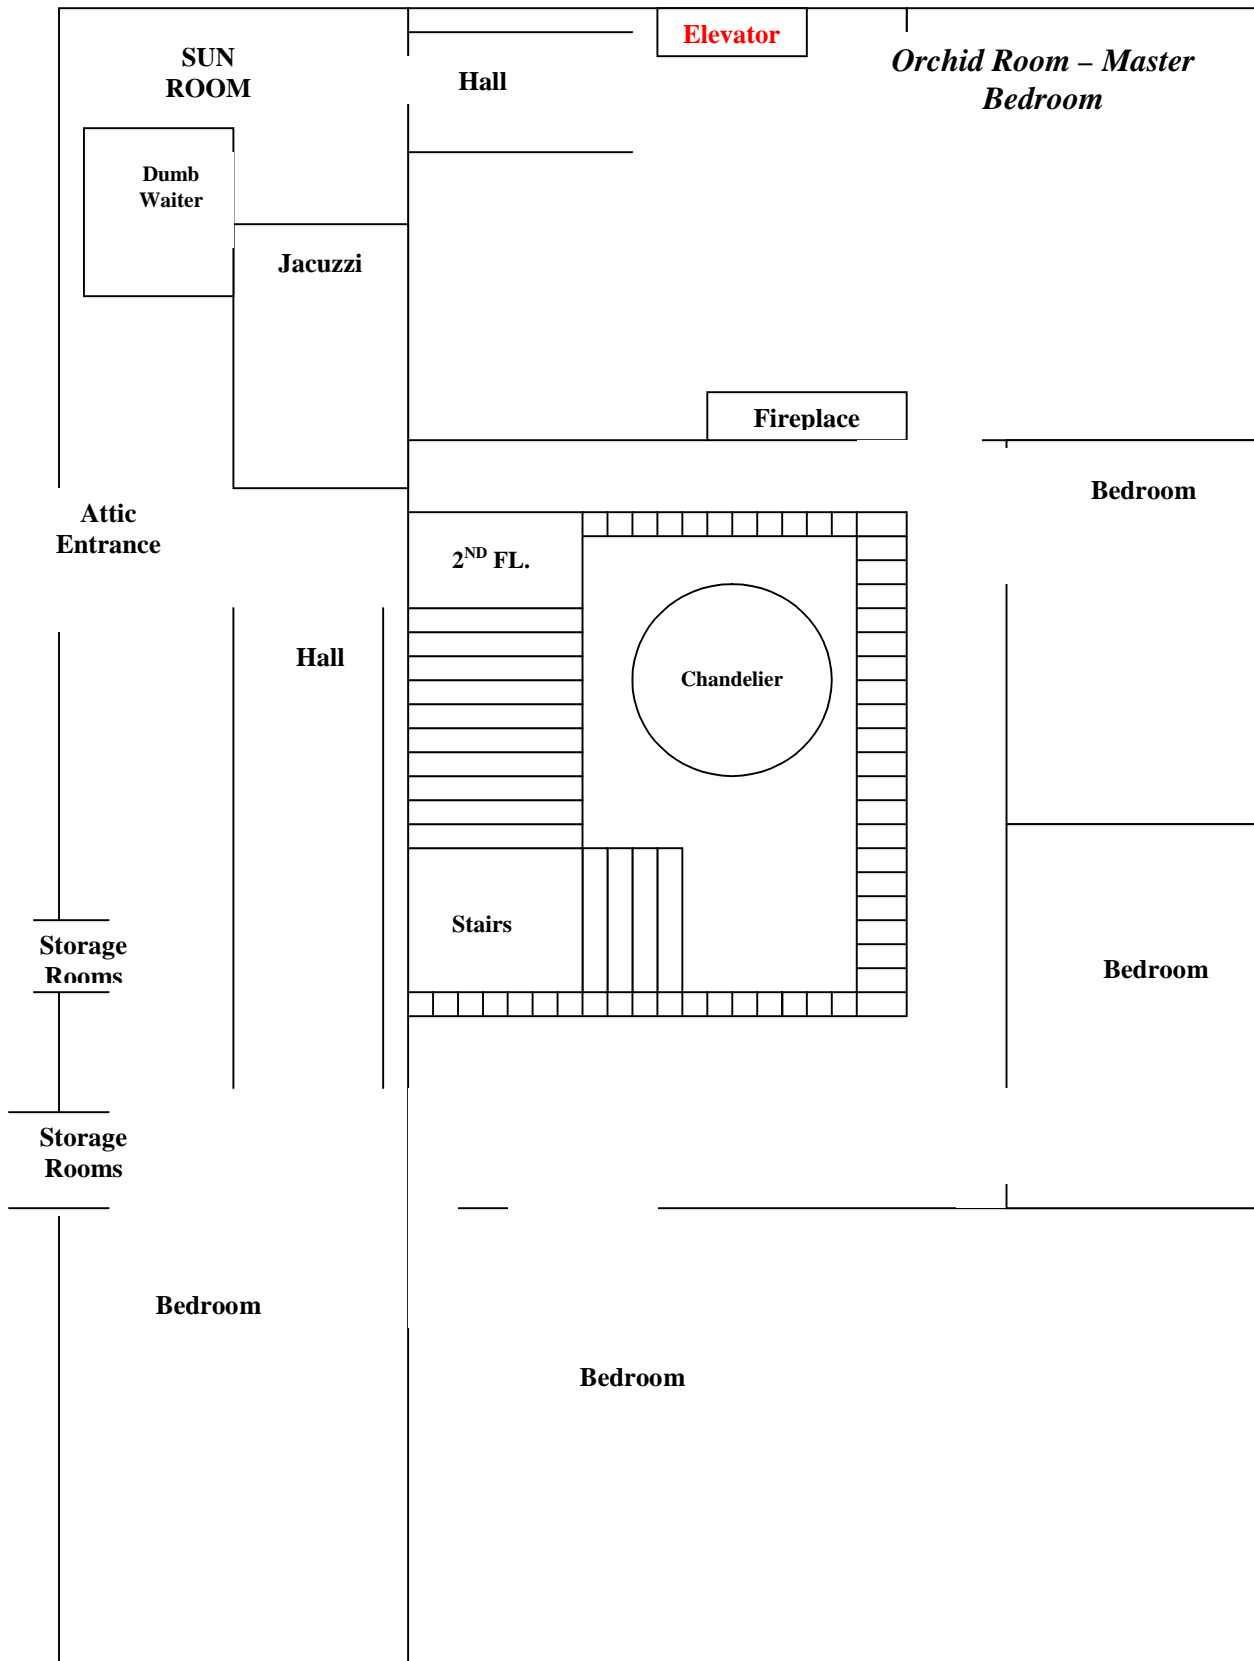 SUN
ROOM
Hall
Elevator
Orchid Room – Master
Bedroom
Dumb
Waiter
Jacuzzi
Fireplace
Bedroom
Attic
Entrance
2ND FL.
Hall
Chandelier
Stairs
Storage
Rooms
Bedroom
Storage
Rooms
Bedroom
Bedroom